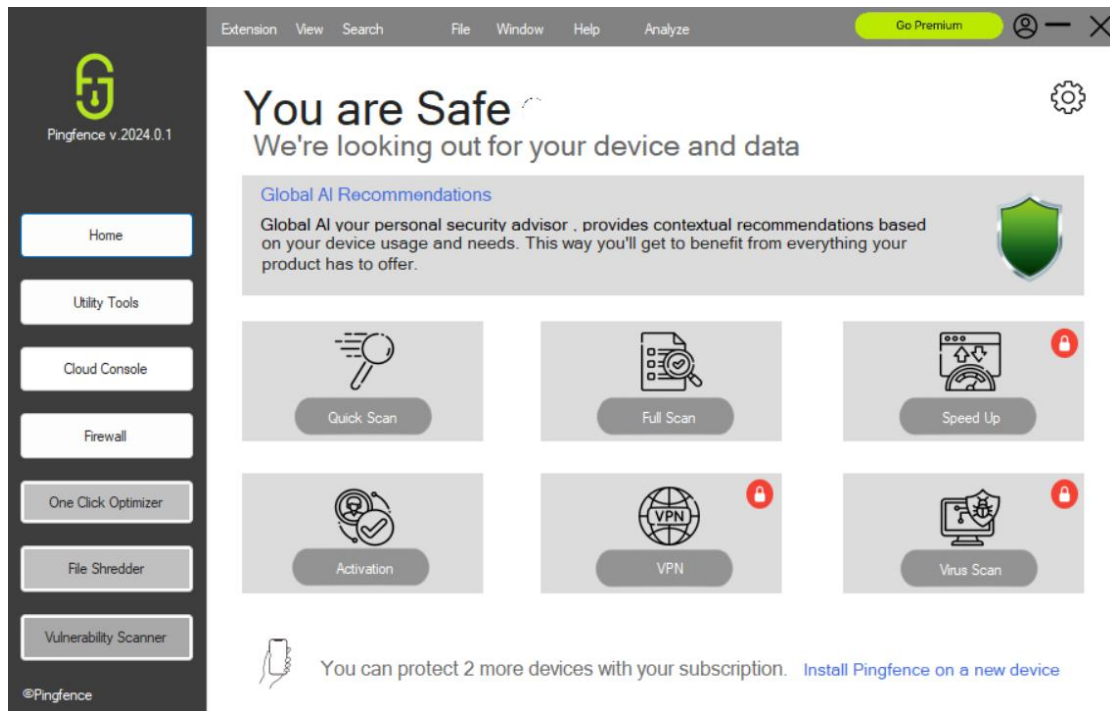 Extension View Search File Window Help Analyze Go Premium
Pingfence v.2024.0.1
Home
Utility Tools
Cloud Console
Firewall
One Click Optimizer
File Shredder
Vulnerability Scanner
©Pingfence
You are Safe
We're looking out for your device and data
Global AI Recommendations
Global AI your personal security advisor , provides contextual recommendations based
on your device usage and needs. This way you'll get to benefit from everything your
product has to offer.
Quick Scan
Full Scan
Speed Up
Activation
VPN
VPN
Virus Scan
You can protect 2 more devices with your subscription. Install Pingfence on a new device